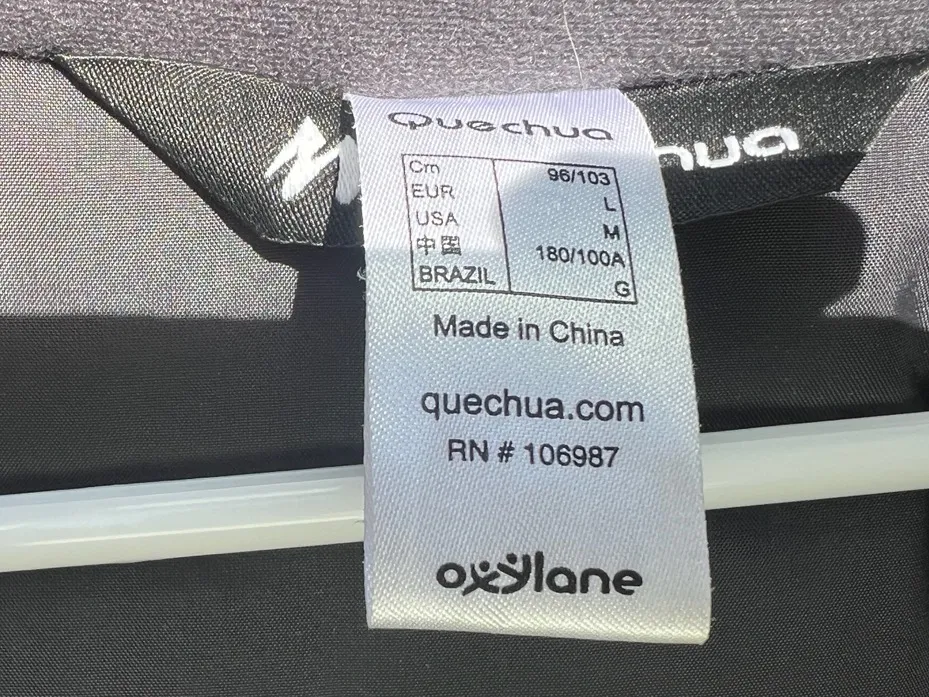 Quechua
Cm 96/103
EUR L
USA M
中国 180/100A
BRAZIL G
Made in China
quechua.com
RN # 106987
oxylane